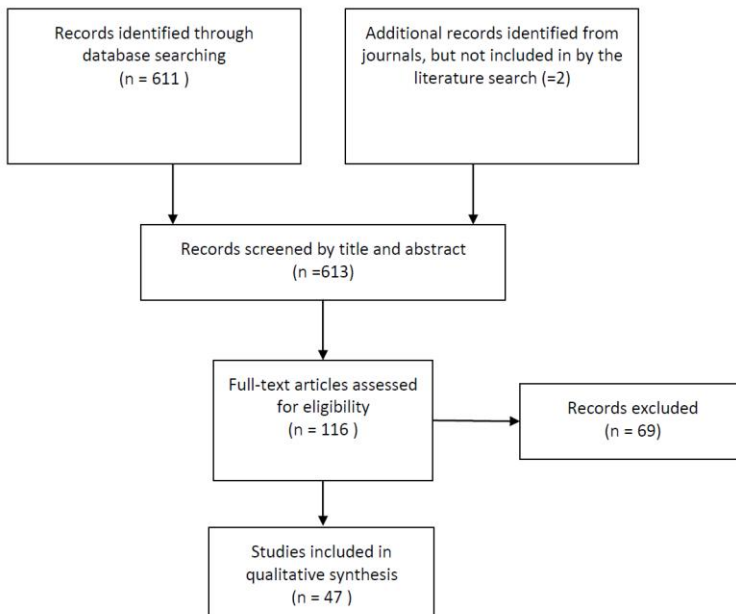 Records identified through
database searching
(n = 611 )
Additional records identified from
journals, but not included in by the
literature search (=2)
Records screened by title and abstract
(n =613)
Full-text articles assessed
for eligibility
(n = 116 )
Records excluded
(n = 69)
Studies included in
qualitative synthesis
(n = 47 )